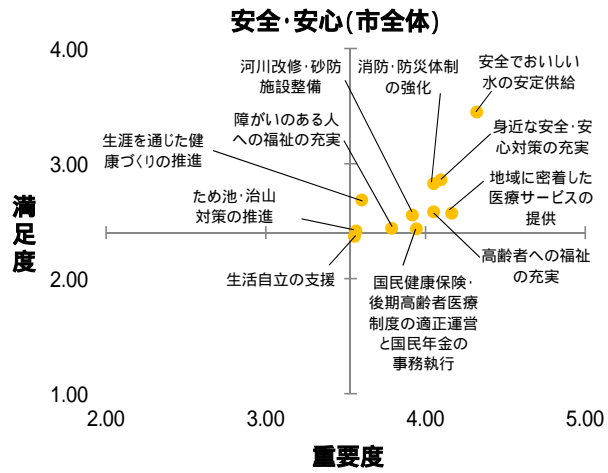 安全・安心(市全体)
4.00
3.00
2.00
1.00
満足度
2.00
3.00
4.00
5.00
重要度
河川改修・砂防
施設整備
消防・防災体制
の強化
安全でおいしい
水の安定供給
障がいのある人
への福祉の充実
身近な安全・安
心対策の充実
生涯を通じた健
康づくりの推進
地域に密着した
医療サービスの
提供
ため池・治山
対策の推進
高齢者への福祉
の充実
生活自立の支援
国民健康保険・
後期高齢者医療
制度の適正運営
と国民年金の
事務執行